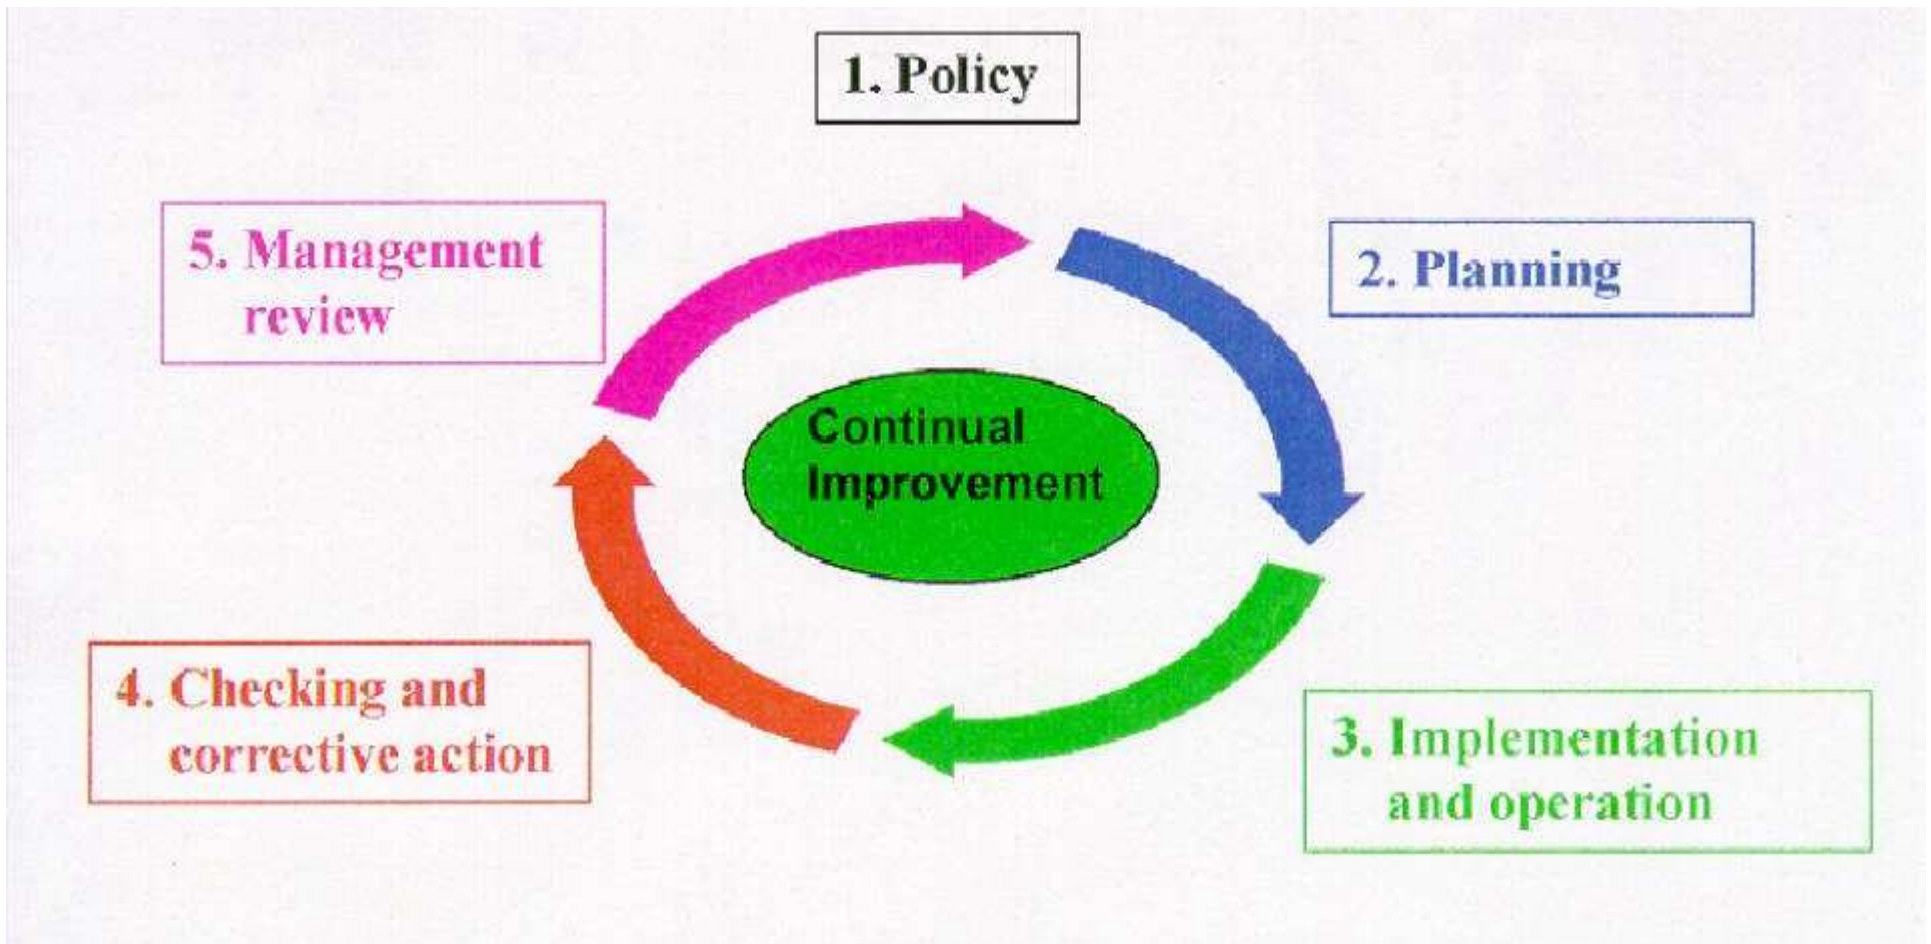 1. Policy
2. Planning
3. Implementation
and operation
4. Checking and
corrective action
5. Management
review
Continual
Improvement